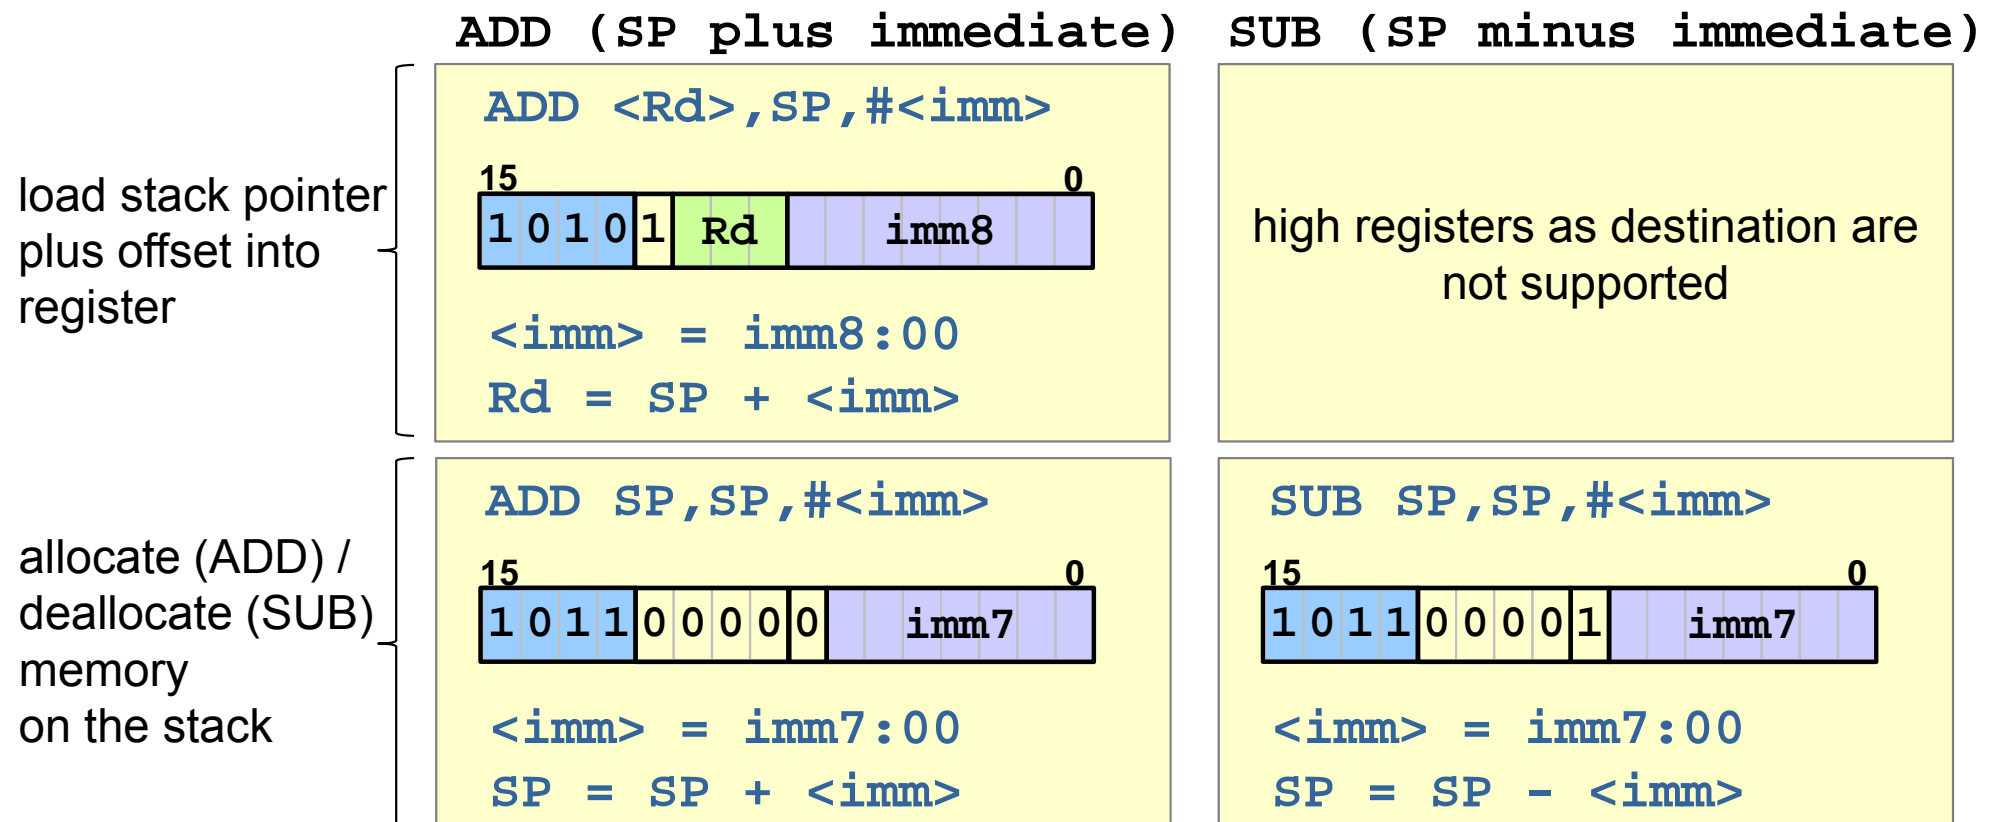 ADD (SP plus immediate)
SUB (SP minus immediate)
load stack pointer
plus offset into
register
ADD <Rd>,SP,#<imm>
15 0
1 0 1 0 1 Rd imm8
<imm> = imm8:00
Rd = SP + <imm>
high registers as destination are
not supported
allocate (ADD) /
deallocate (SUB)
memory
on the stack
ADD SP,SP,#<imm>
15 0
1 0 1 1 0 0 0 0 0 imm7
<imm> = imm7:00
SP = SP + <imm>
SUB SP,SP,#<imm>
15 0
1 0 1 1 0 0 0 0 1 imm7
<imm> = imm7:00
SP = SP - <imm>